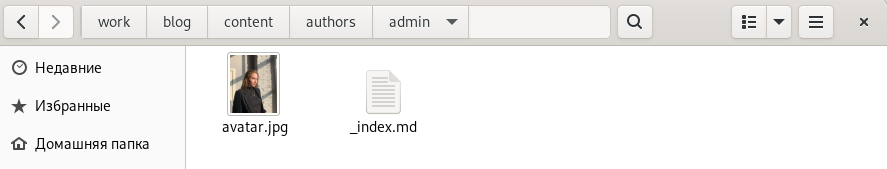 work blog content authors admin
Недавние
Избранные
Домашняя папка
avatar.jpg _index.md